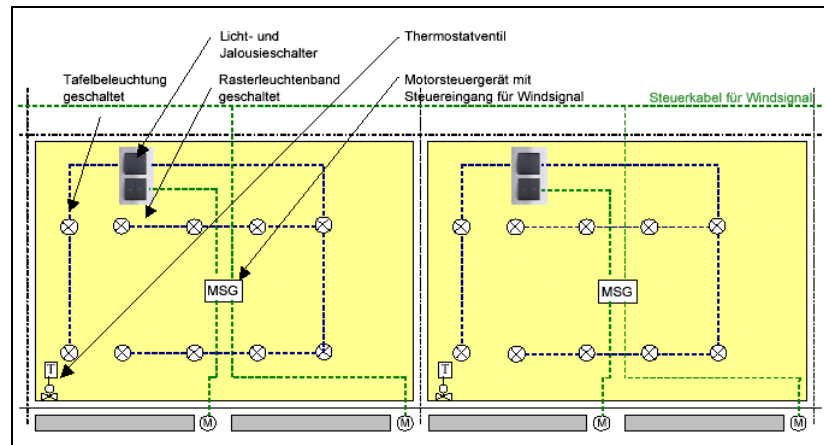 Licht- und
Jalousieschalter
Thermostatventil
Tafelbeleuchtung
geschaltet
Rasterleuchtenband
geschaltet
Motorsteuergerät mit
Steuereingang für Windsignal
Steuerkabel für Windsignal
MSG
MSG
T
T
M
M
M
M